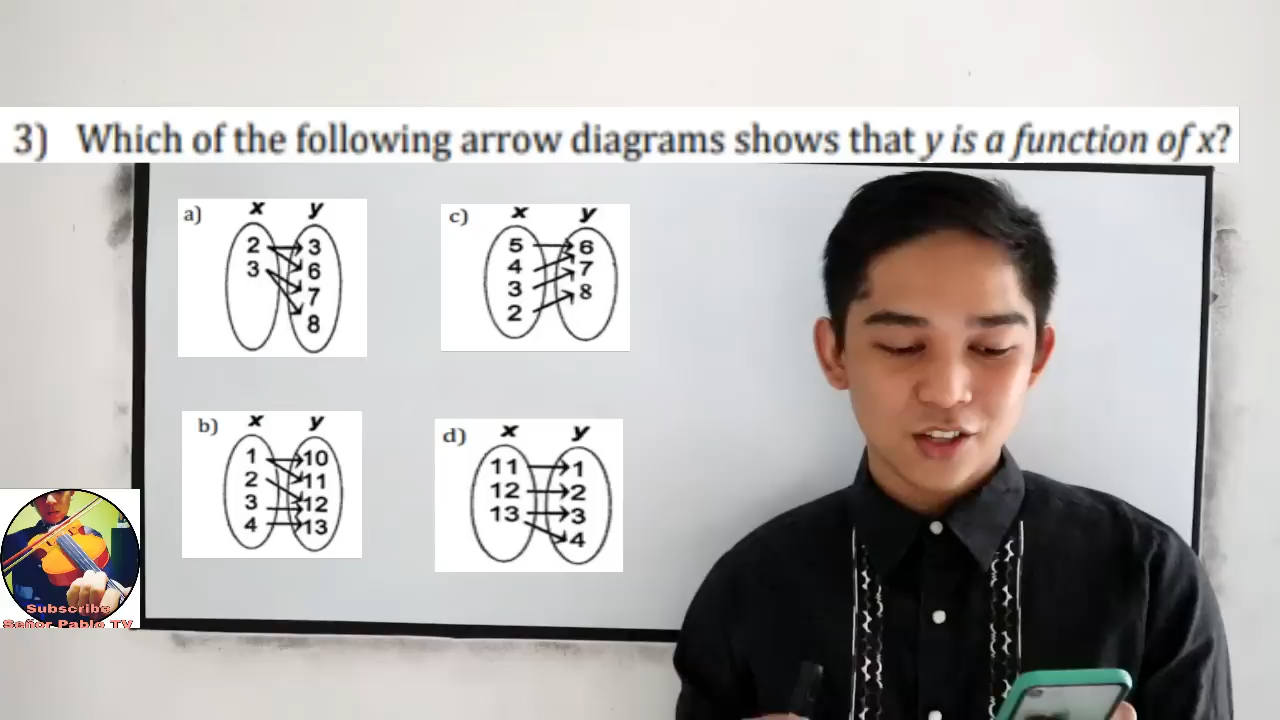 3) Which of the following arrow diagrams shows that y is a function of x?
a)
x y
2 3
3 6
7
8
c)
x y
5 6
4 7
3 8
2
b)
x y
1 10
2 11
3 12
4 13
d)
x y
11 1
12 2
13 3
4
Subscribe
Señor Pablo TV